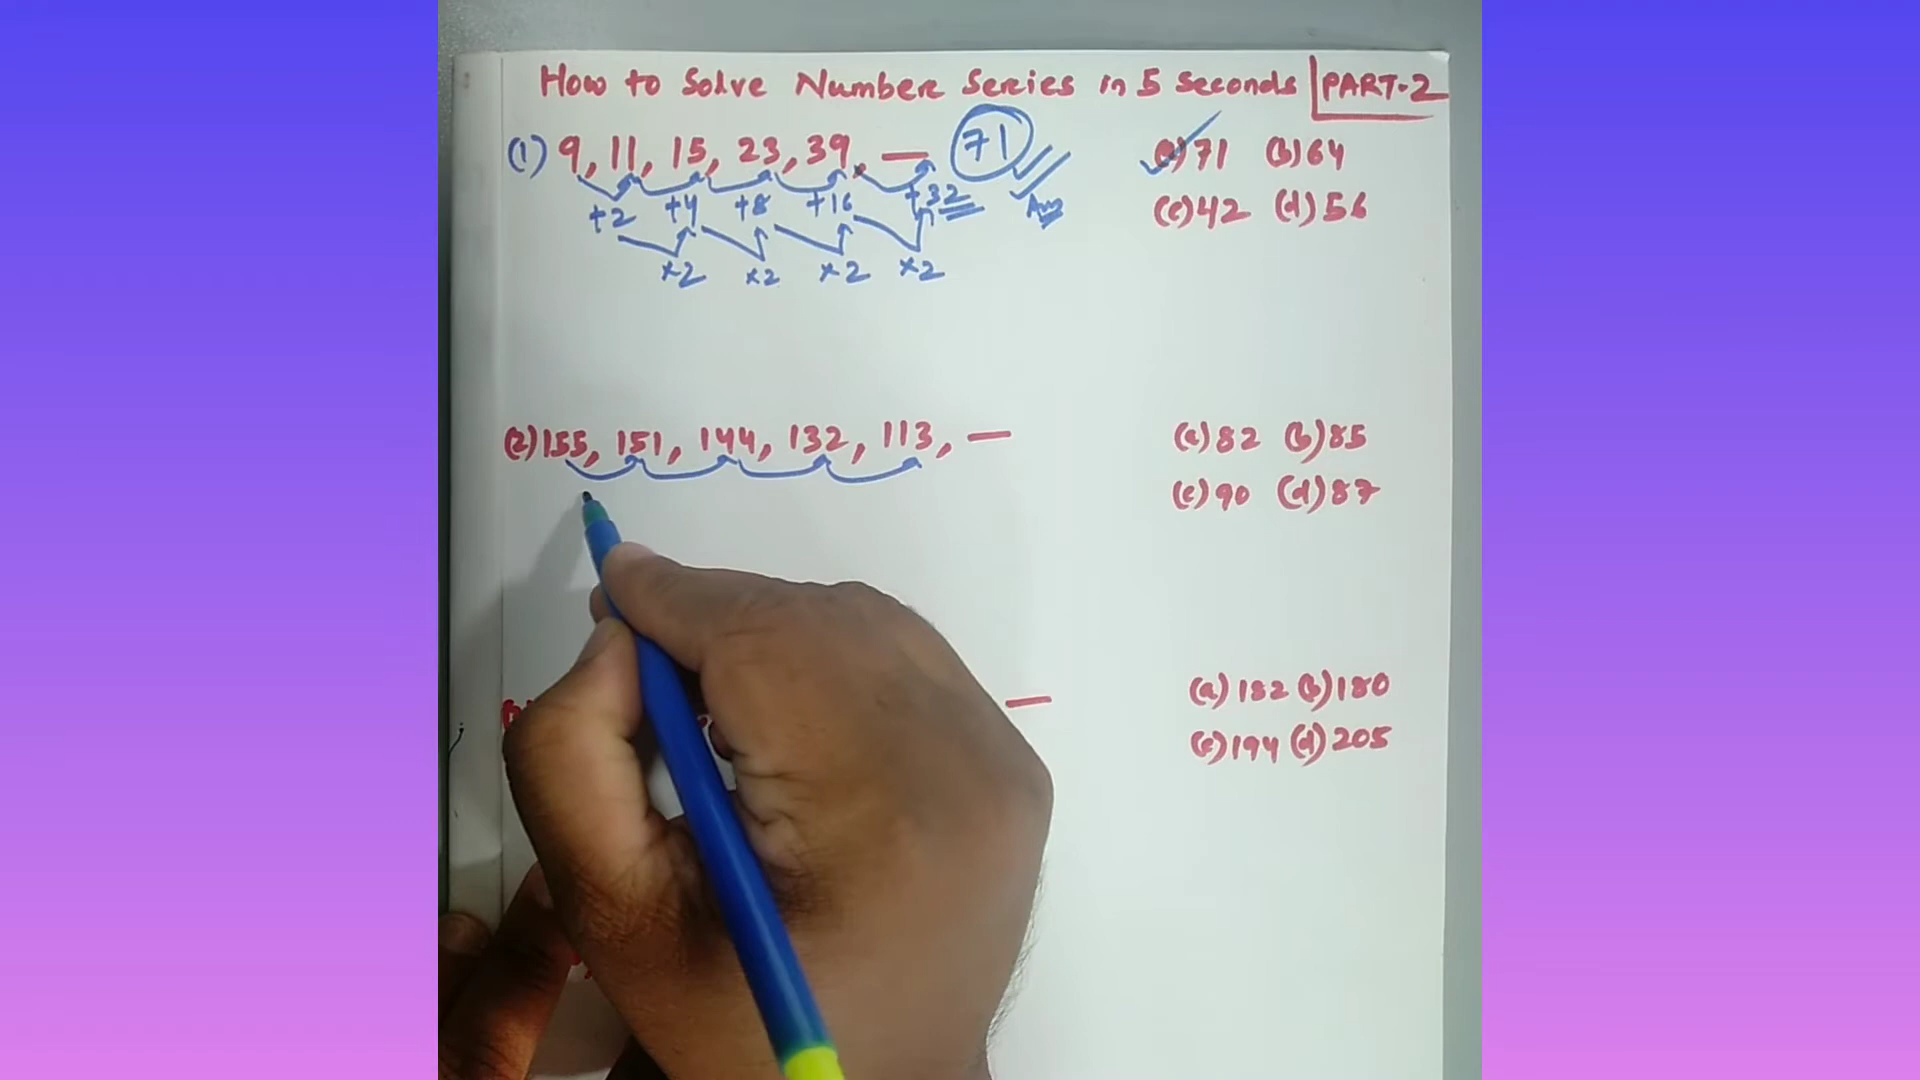 How to Solve Number Series in 5 Seconds PART-2
(1) 9, 11, 15, 23, 39, — 71 (a) 71 (b) 64
+2 +4 +8 +16 +32 Ans (c) 42 (d) 56
×2 ×2 ×2 ×2
(2) 155, 151, 144, 132, 113, — (a) 82 (b) 85
(c) 90 (d) 87
— (a) 182 (b) 180
(c) 194 (d) 205